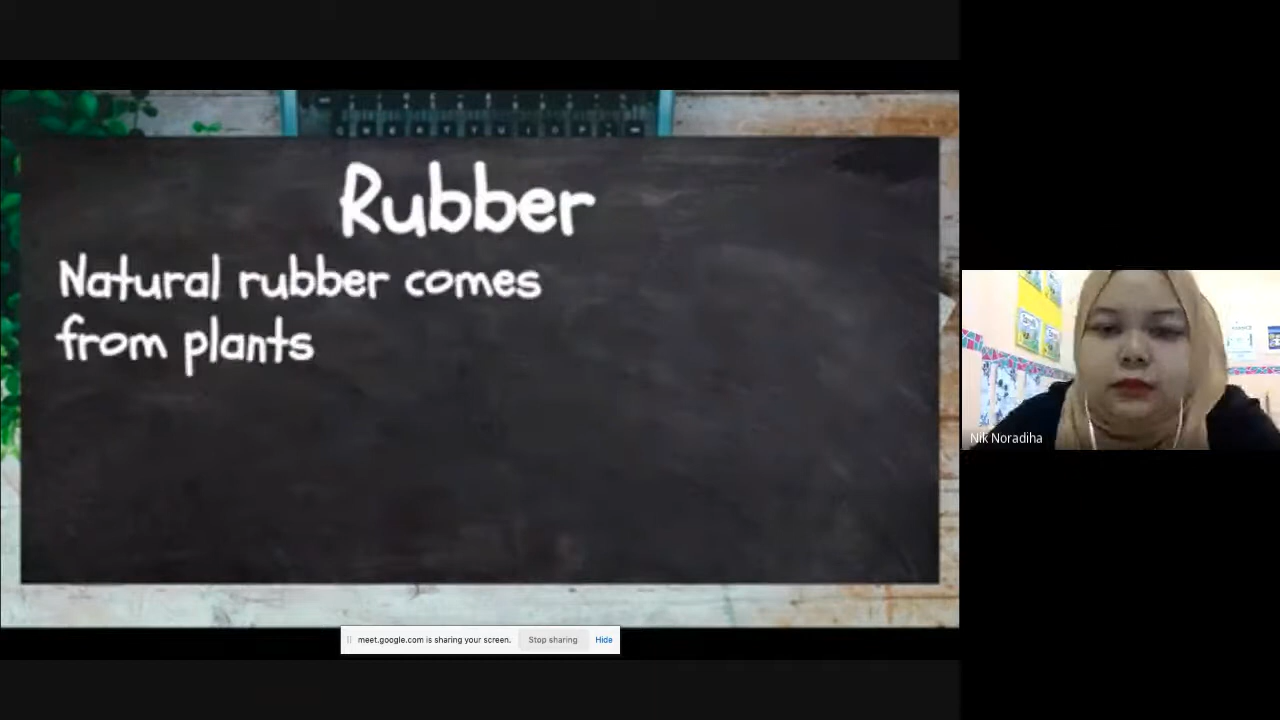 Rubber
Natural rubber comes
from plants
Nik Noradiha
meet.google.com is sharing your screen.
Stop sharing
Hide